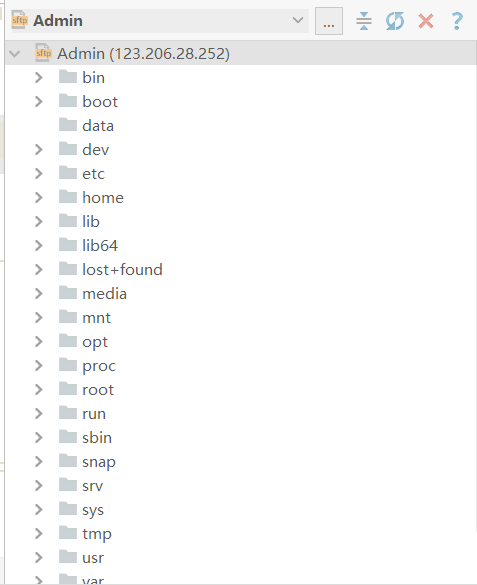 sftp Admin ... ?
sftp Admin (123.206.28.252)
bin
boot
data
dev
etc
home
lib
lib64
lost+found
media
mnt
opt
proc
root
run
sbin
snap
srv
sys
tmp
usr
var